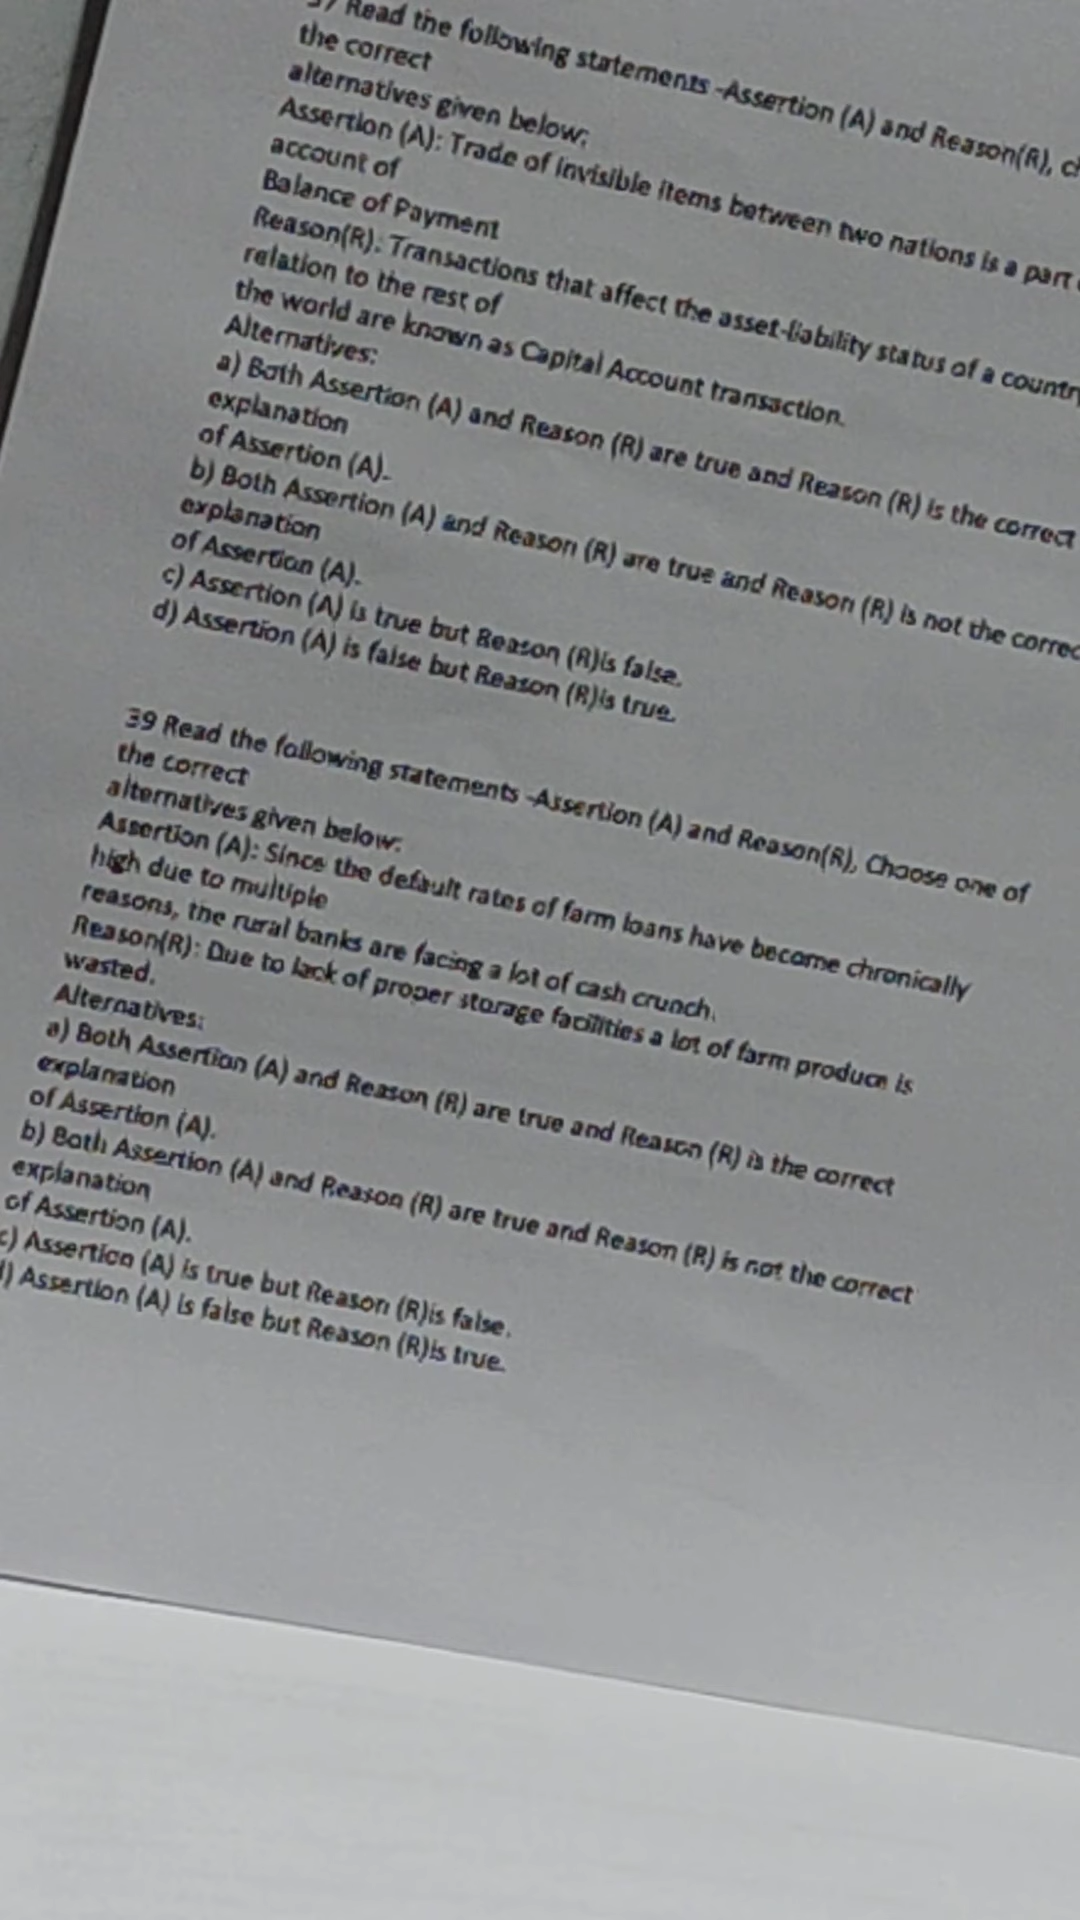 Read the following statements -Assertion (A) and Reason(R),
the correct
alternatives given below:
Assertion (A): Trade of invisible items between two nations is a part
account of
Balance of Payment
Reason(R): Transactions that affect the asset-liability status of a country
relation to the rest of
the world are known as Capital Account transaction.
Alternatives:
a) Both Assertion (A) and Reason (R) are true and Reason (R) is the correct
explanation
of Assertion (A).
b) Both Assertion (A) and Reason (R) are true and Reason (R) is not the correc
explanation
of Assertion (A).
c) Assertion (A) is true but Reason (R)is false.
d) Assertion (A) is false but Reason (R)is true.
39 Read the following statements -Assertion (A) and Reason(R), Choose one of
the correct
alternatives given below:
Assertion (A): Since the default rates of farm loans have become chronically
high due to multiple
reasons, the rural banks are facing a lot of cash crunch.
Reason(R): Due to lack of proper storage facilities a lot of farm produce is
wasted.
Alternatives:
a) Both Assertion (A) and Reason (R) are true and Reason (R) is the correct
explanation
of Assertion (A).
b) Both Assertion (A) and Reason (R) are true and Reason (R) is not the correct
explanation
of Assertion (A).
c) Assertion (A) is true but Reason (R)is false.
d) Assertion (A) is false but Reason (R)is true.